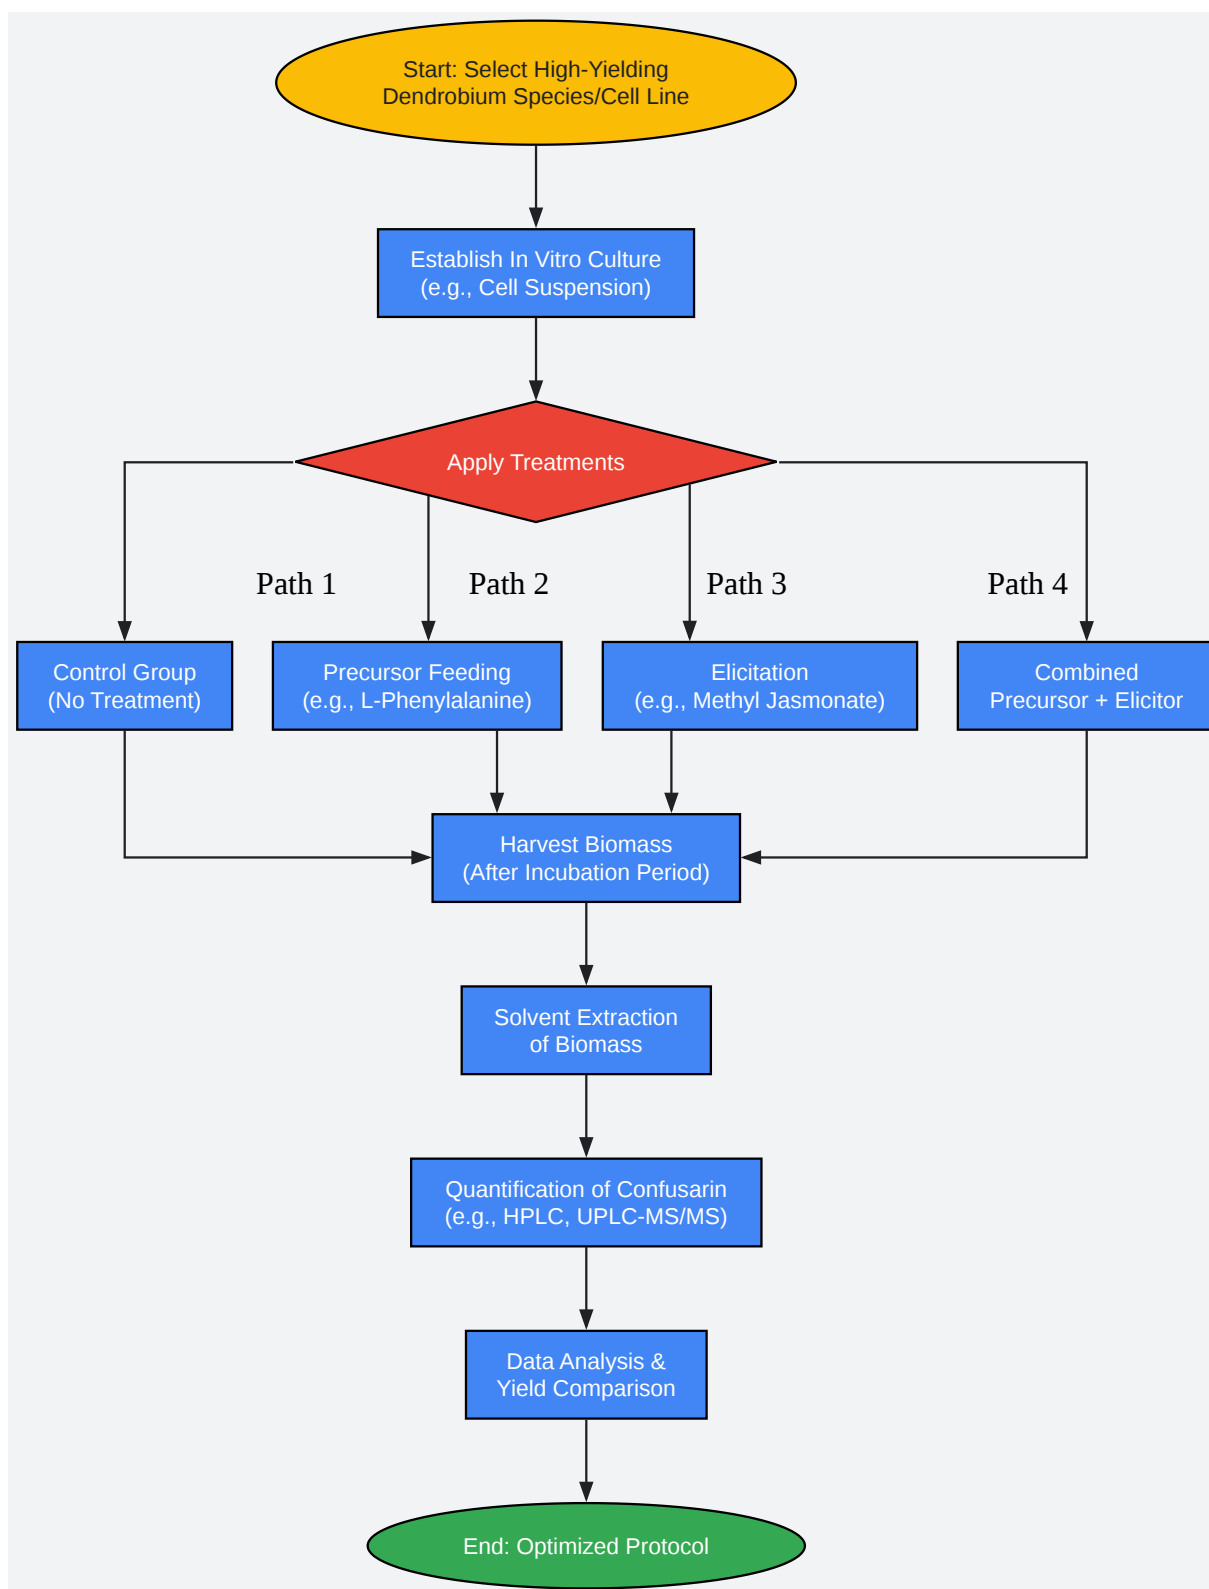 Start: Select High-Yielding
Dendrobium Species/Cell Line
Establish In Vitro Culture
(e.g., Cell Suspension)
Apply Treatments
Path 1
Path 2
Path 3
Path 4
Control Group
(No Treatment)
Precursor Feeding
(e.g., L-Phenylalanine)
Elicitation
(e.g., Methyl Jasmonate)
Combined
Precursor + Elicitor
Harvest Biomass
(After Incubation Period)
Solvent Extraction
of Biomass
Quantification of Confusarin
(e.g., HPLC, UPLC-MS/MS)
Data Analysis &
Yield Comparison
End: Optimized Protocol